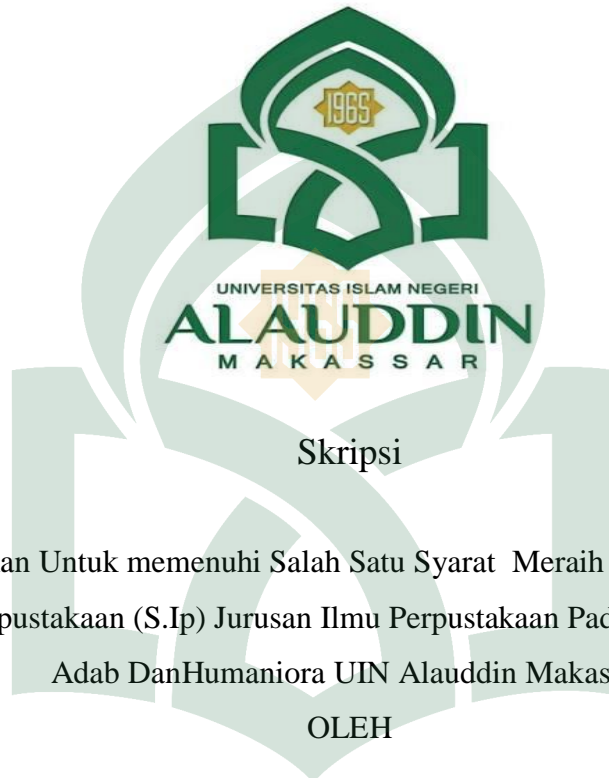 1965
UNIVERSITAS ISLAM NEGERI
ALAUDDIN
MAKASSAR
Skripsi
an Untuk memenuhi Salah Satu Syarat Meraih
pustakaan (S.Ip) Jurusan Ilmu Perpustakaan Pad
Adab DanHumaniora UIN Alauddin Makas
OLEH